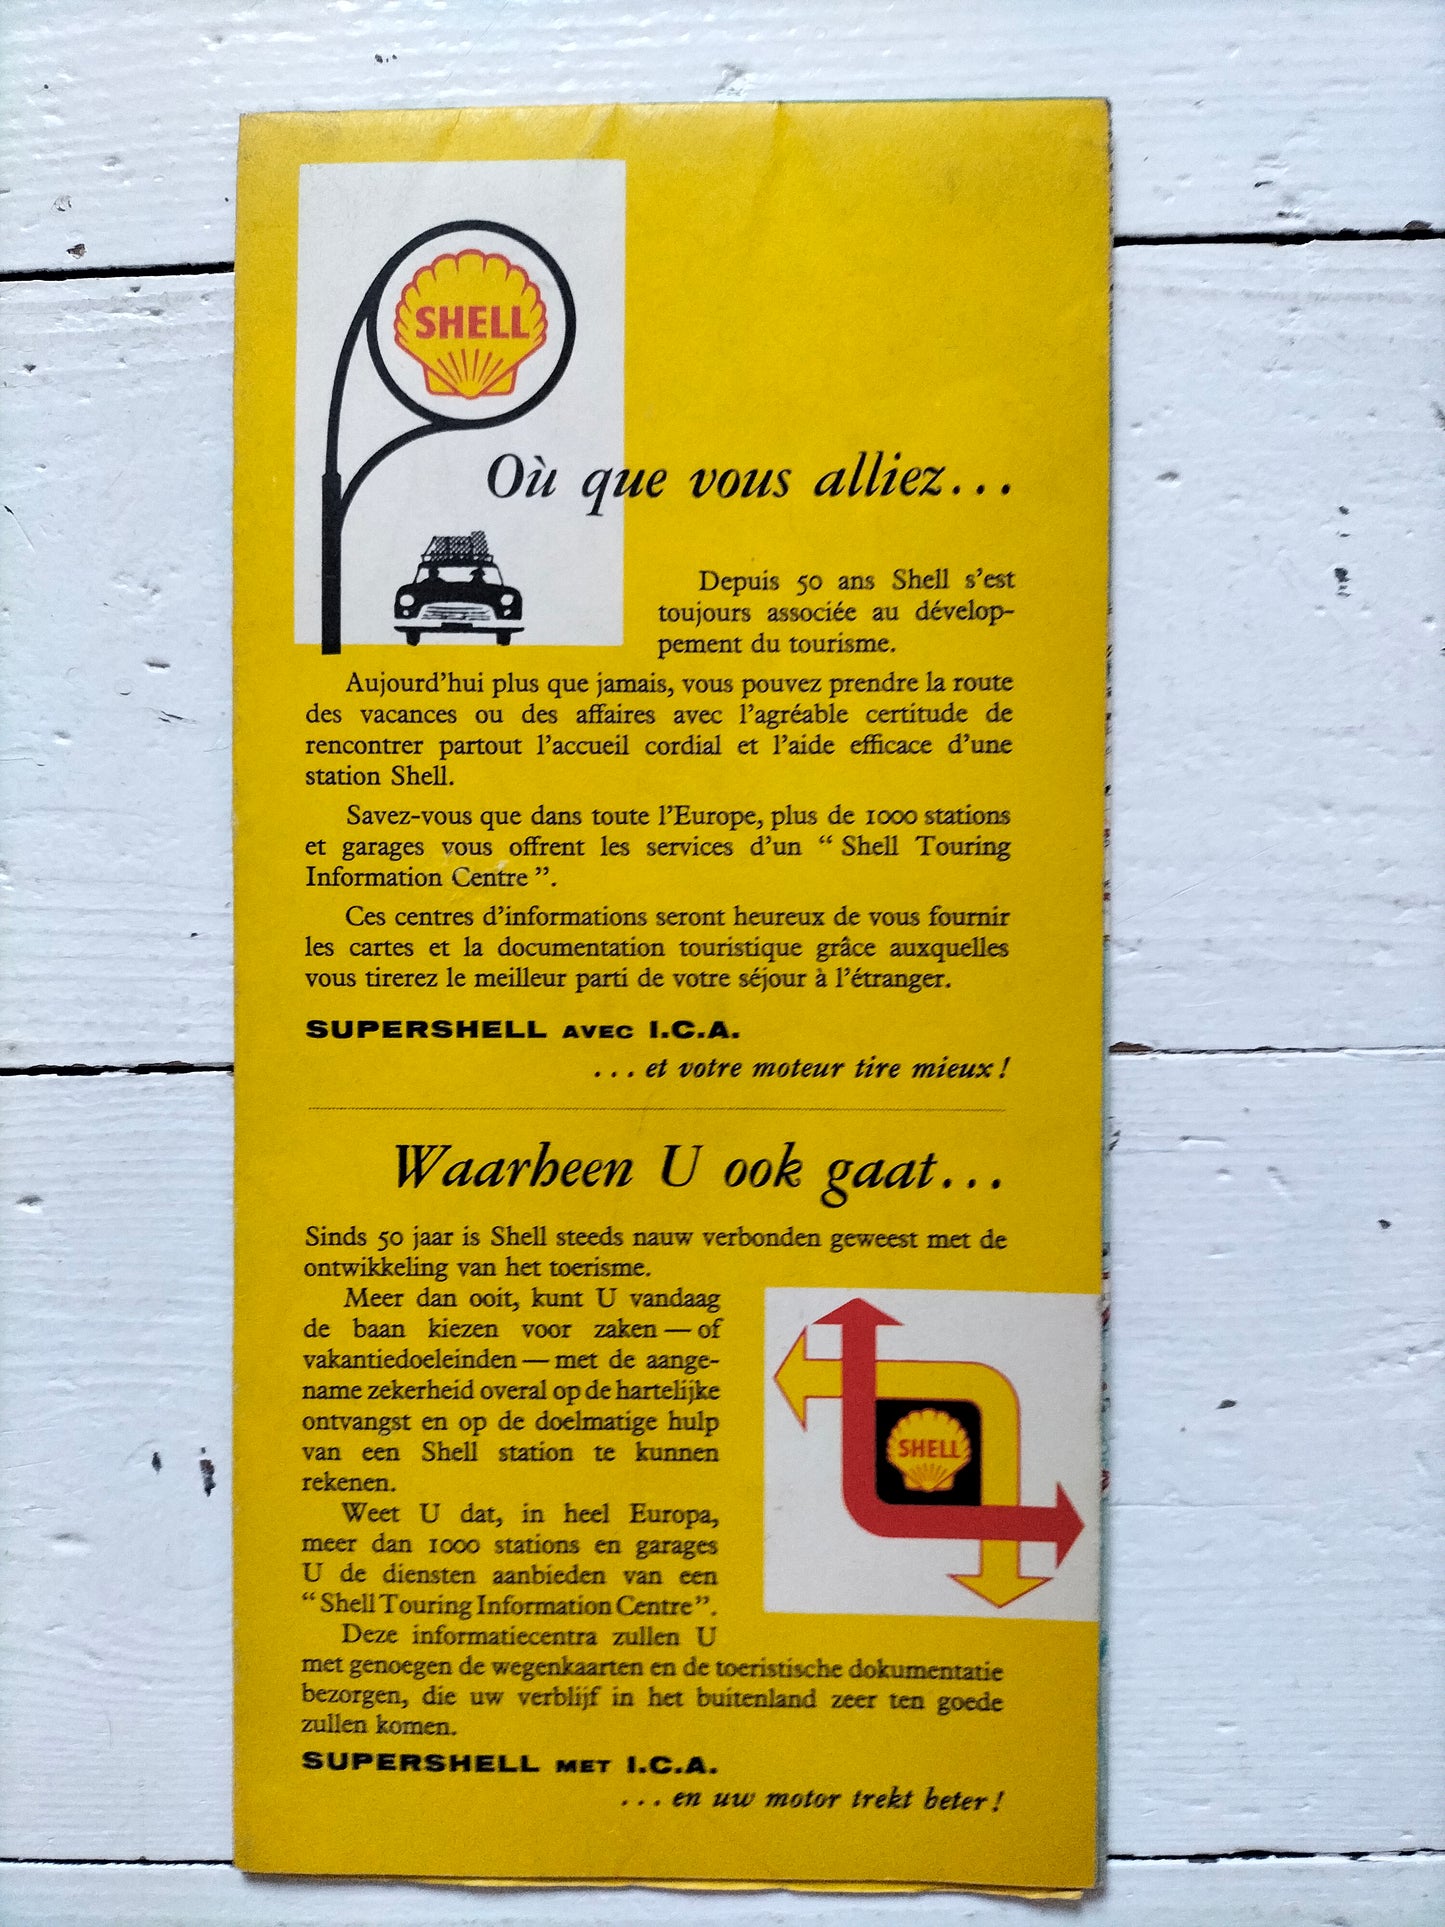 SHELL
Où que vous alliez...
Depuis 50 ans Shell s'est
toujours associée au dévelop-
pement du tourisme.
Aujourd'hui plus que jamais, vous pouvez prendre la route
des vacances ou des affaires avec l'agréable certitude de
rencontrer partout l'accueil cordial et l'aide efficace d'une
station Shell.
Savez-vous que dans toute l'Europe, plus de 1000 stations
et garages vous offrent les services d'un “ Shell Touring
Information Centre ”.
Ces centres d'informations seront heureux de vous fournir
les cartes et la documentation touristique grâce auxquelles
vous tirerez le meilleur parti de votre séjour à l'étranger.
SUPERSHELL AVEC I.C.A.
... et votre moteur tire mieux !
Waarheen U ook gaat...
Sinds 50 jaar is Shell steeds nauw verbonden geweest met de
ontwikkeling van het toerisme.
Meer dan ooit, kunt U vandaag
de baan kiezen voor zaken — of
vakantiedoeleinden — met de aange-
name zekerheid overal op de hartelijke
ontvangst en op de doelmatige hulp
van een Shell station te kunnen
rekenen.
Weet U dat, in heel Europa,
meer dan 1000 stations en garages
U de diensten aanbieden van een
“ Shell Touring Information Centre ”.
Deze informatiecentra zullen U
met genoegen de wegenkaarten en de toeristische dokumentatie
bezorgen, die uw verblijf in het buitenland zeer ten goede
zullen komen.
SHELL
SUPERSHELL MET I.C.A.
... en uw motor trekt beter !